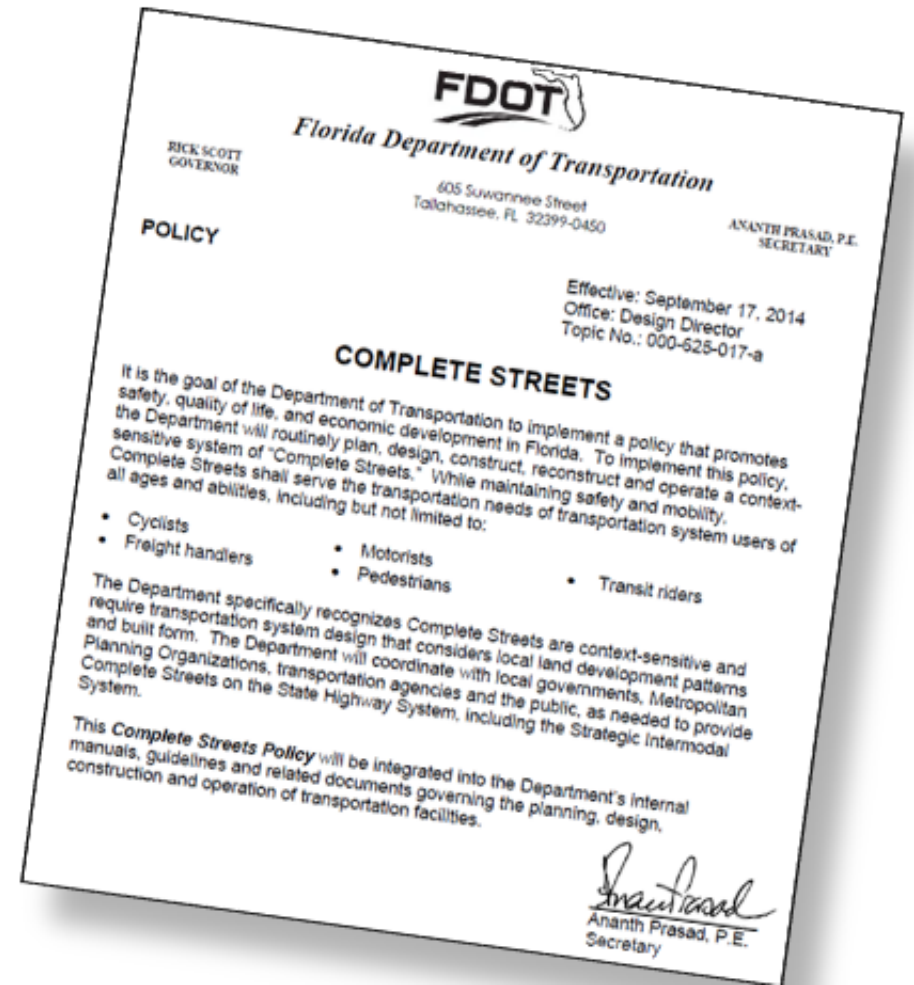 FDOT
Florida Department of Transportation
RICK SCOTT
GOVERNOR
605 Suwannee Street
Tallahassee, FL 32399-0450
ANANTH PRASAD, P.E.
SECRETARY
POLICY
Effective: September 17, 2014
Office: Design Director
Topic No.: 000-625-017-a
COMPLETE STREETS
It is the goal of the Department of Transportation to implement a policy that promotes
safety, quality of life, and economic development in Florida. To implement this policy,
the Department will routinely plan, design, construct, reconstruct and operate a context-
sensitive system of "Complete Streets." While maintaining safety and mobility,
Complete Streets shall serve the transportation needs of transportation system users of
all ages and abilities, including but not limited to:
• Cyclists
• Freight handlers
• Motorists
• Pedestrians
• Transit riders
The Department specifically recognizes Complete Streets are context-sensitive and
require transportation system design that considers local land development patterns
and built form. The Department will coordinate with local governments, Metropolitan
Planning Organizations, transportation agencies and the public, as needed to provide
Complete Streets on the State Highway System, including the Strategic Intermodal
System.
This Complete Streets Policy will be integrated into the Department's internal
manuals, guidelines and related documents governing the planning, design,
construction and operation of transportation facilities.
Ananth Prasad, P.E.
Secretary